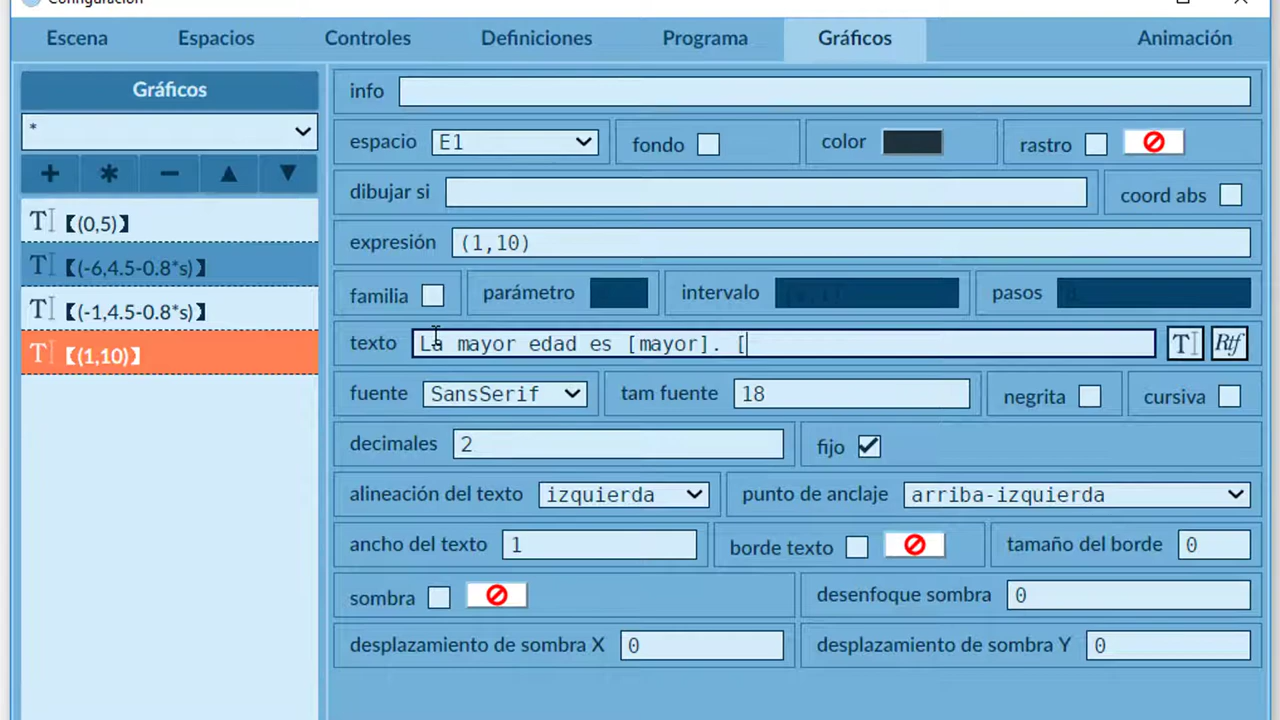 Configuración
Escena Espacios Controles Definiciones Programa Gráficos Animación
Gráficos
*
+ * − ▲ ▼
T 【(0,5)】
T 【(-6,4.5-0.8*s)】
T 【(-1,4.5-0.8*s)】
T 【(1,10)】
info
espacio E1 fondo color rastro
dibujar si coord abs
expresión (1,10)
familia parámetro intervalo pasos
texto La mayor edad es [mayor]. [ T Rtf
fuente SansSerif tam fuente 18 negrita cursiva
decimales 2 fijo
alineación del texto izquierda punto de anclaje arriba-izquierda
ancho del texto 1 borde texto tamaño del borde 0
sombra desenfoque sombra 0
desplazamiento de sombra X 0 desplazamiento de sombra Y 0